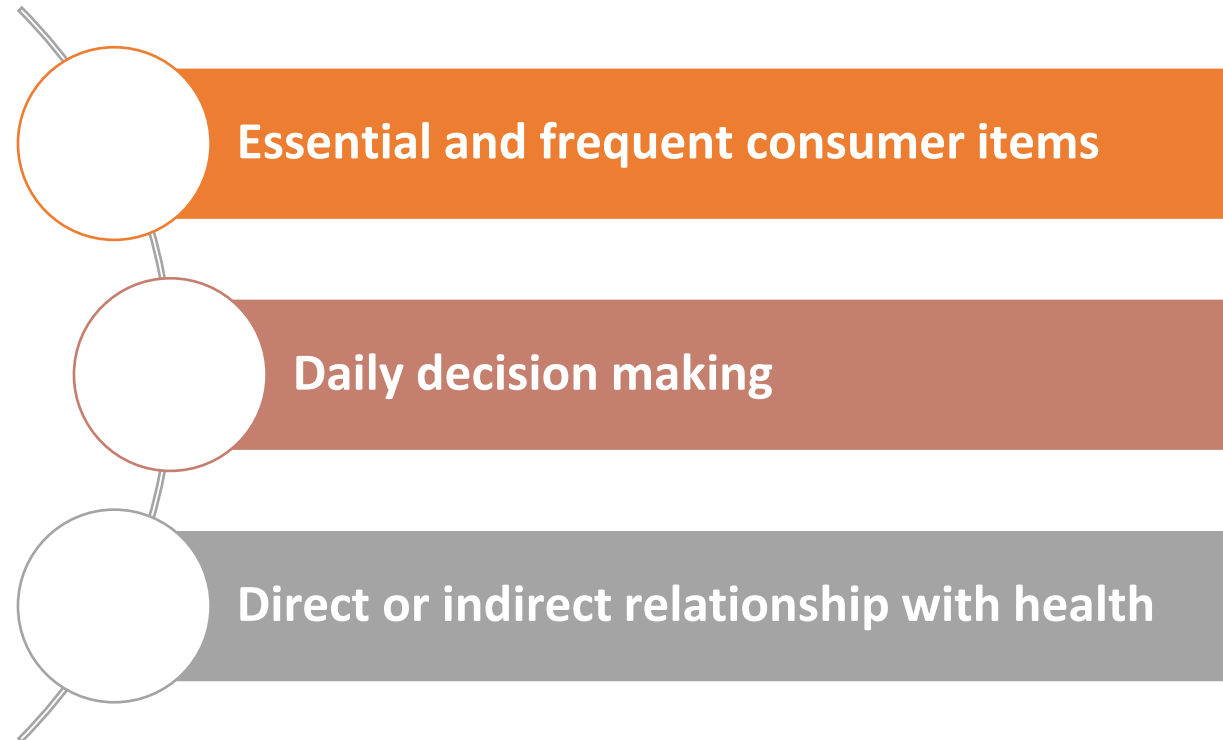 Essential and frequent consumer items
Daily decision making
Direct or indirect relationship with health